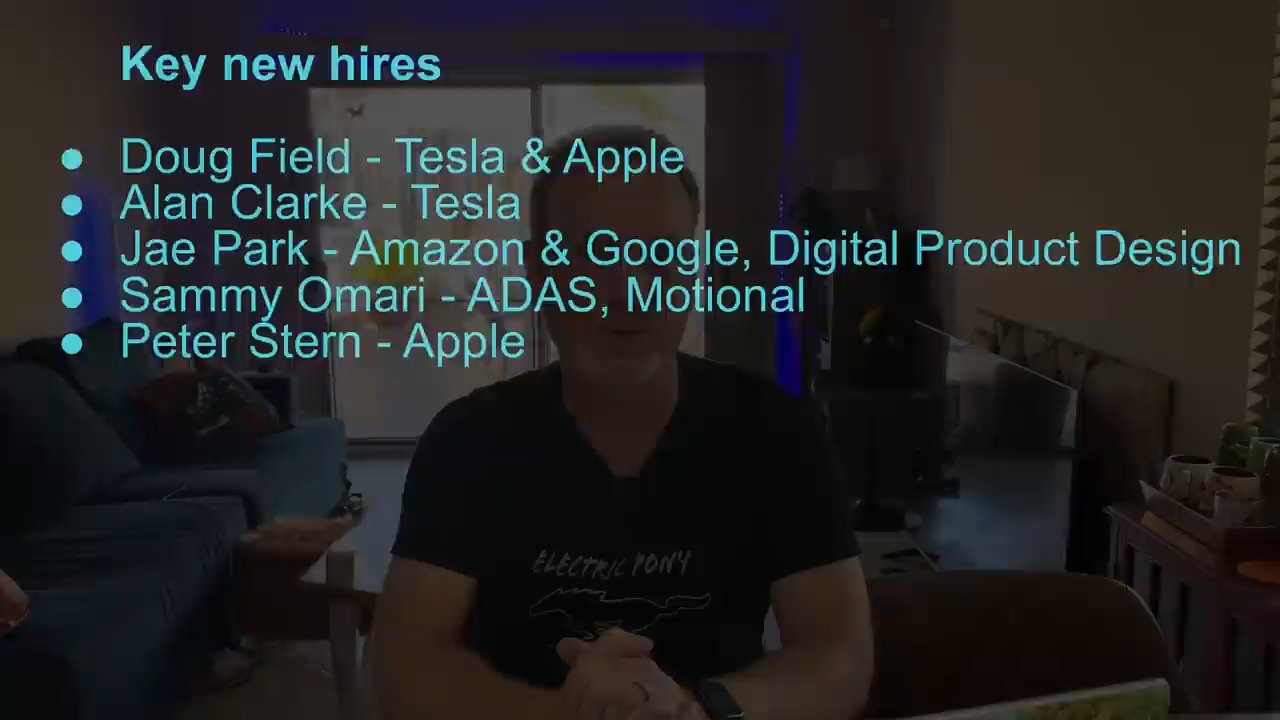 Key new hires
● Doug Field - Tesla & Apple
● Alan Clarke - Tesla
● Jae Park - Amazon & Google, Digital Product Design
● Sammy Omari - ADAS, Motional
● Peter Stern - Apple
ELECTRIC PONY